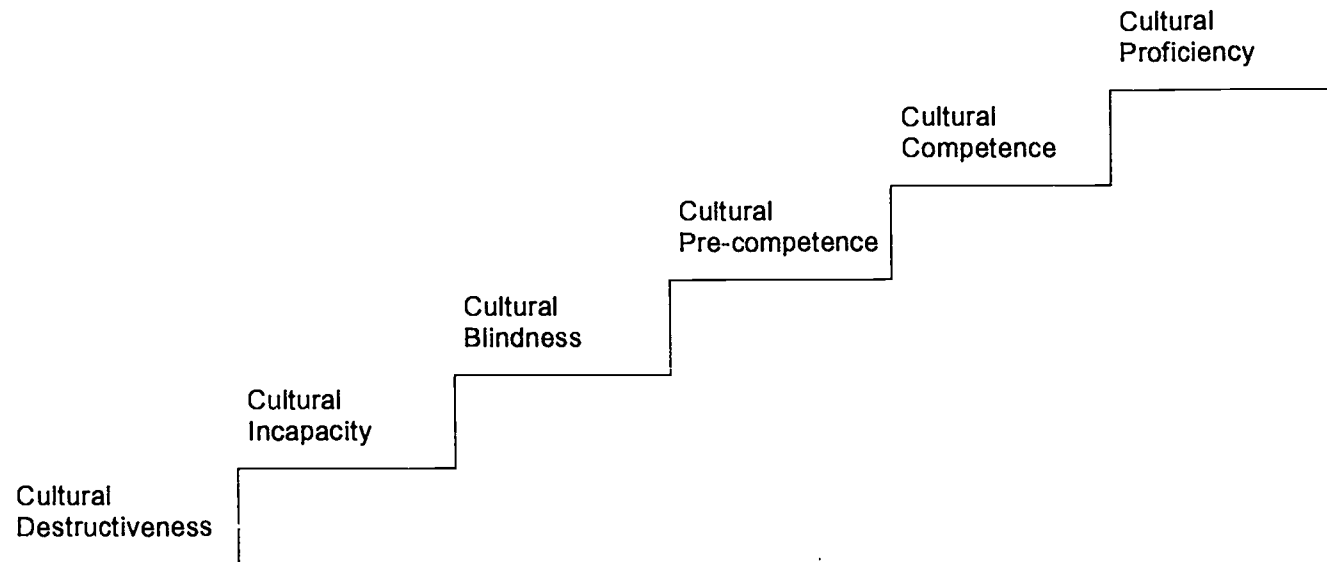 Cultural
Proficiency
Cultural
Competence
Cultural
Pre-competence
Cultural
Blindness
Cultural
Incapacity
Cultural
Destructiveness